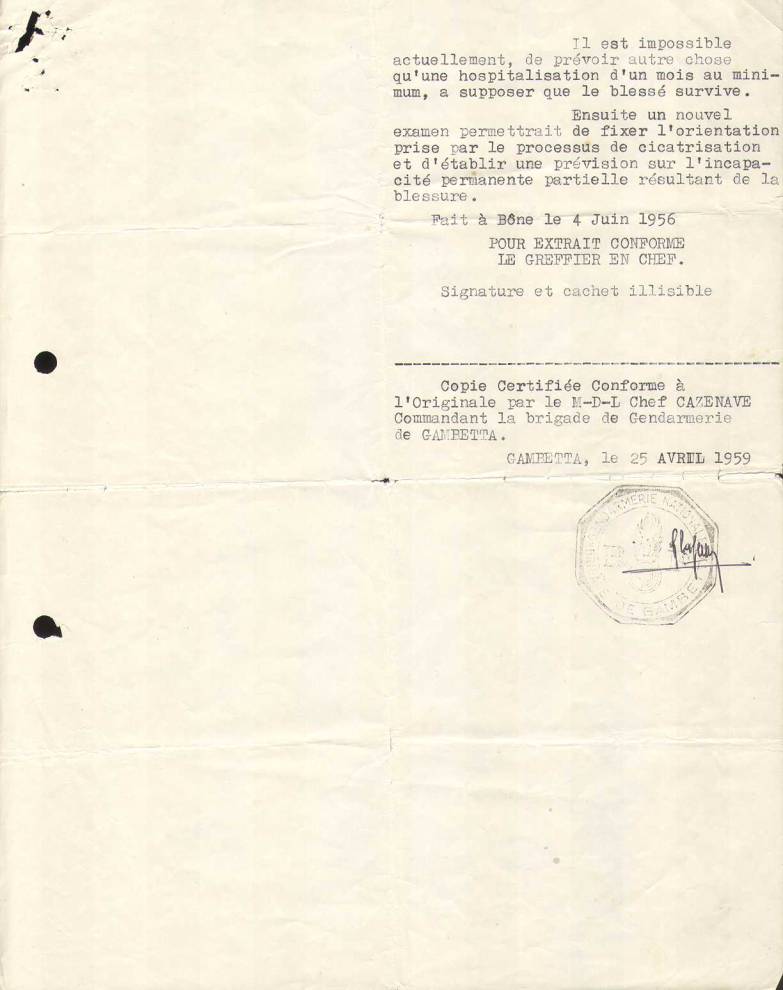 Il est impossible
actuellement, de prévoir autre chose
qu'une hospitalisation d'un mois au mini-
mum, a supposer que le blessé survive.
Ensuite un nouvel
examen permettrait de fixer l'orientation
prise par le processus de cicatrisation
et d'établir une prévision sur l'incapa-
cité permanente partielle résultant de la
blessure.
Fait à Bône le 4 Juin 1956
POUR EXTRAIT CONFORME
LE GREFFIER EN CHEF.
Signature et cachet illisible
Copie Certifiée Conforme à
l'Originale par le M-D-L Chef CAZENAVE
Commandant la brigade de Gendarmerie
de GAMBETTA.
GAMBETTA, le 25 AVRIL 1959
GENDARMERIE NATIONALE
DE GAMBE